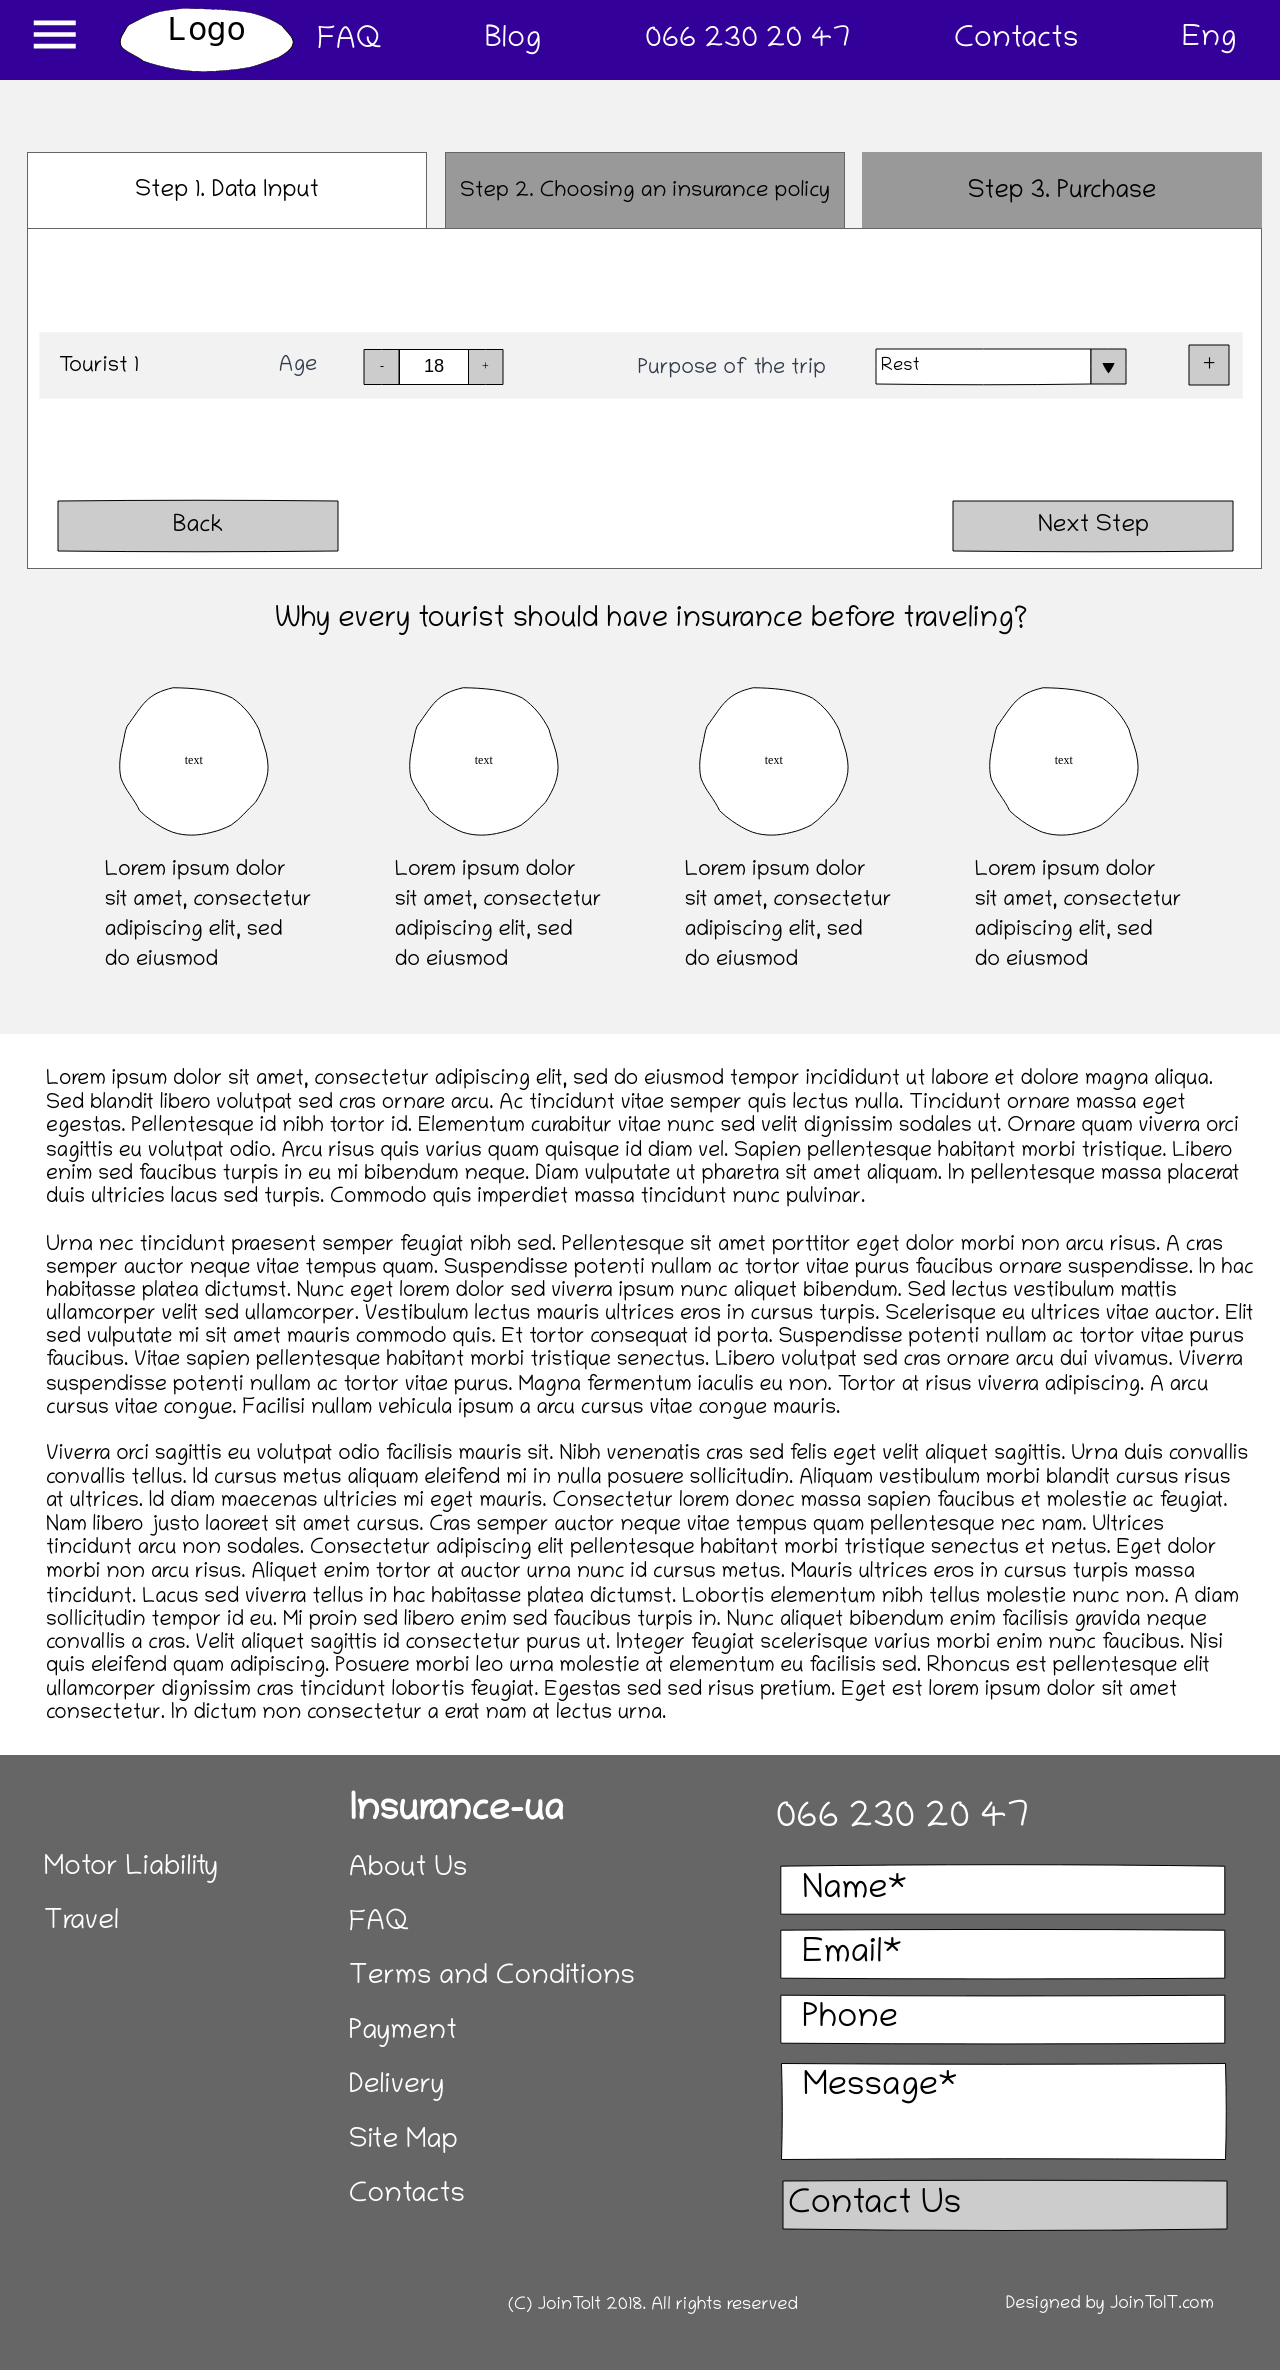 Logo
FAQ
Blog
066 230 20 47
Contacts
Eng
Step 1. Data Input
Step 2. Choosing an insurance policy
Step 3. Purchase
Tourist 1
Age
-
18
+
Purpose of the trip
Rest
+
Back
Next Step
Why every tourist should have insurance before traveling?
text
text
text
text
Lorem ipsum dolor
sit amet, consectetur
adipiscing elit, sed
do eiusmod
Lorem ipsum dolor
sit amet, consectetur
adipiscing elit, sed
do eiusmod
Lorem ipsum dolor
sit amet, consectetur
adipiscing elit, sed
do eiusmod
Lorem ipsum dolor
sit amet, consectetur
adipiscing elit, sed
do eiusmod
Lorem ipsum dolor sit amet, consectetur adipiscing elit, sed do eiusmod tempor incididunt ut labore et dolore magna aliqua.
Sed blandit libero volutpat sed cras ornare arcu. Ac tincidunt vitae semper quis lectus nulla. Tincidunt ornare massa eget
egestas. Pellentesque id nibh tortor id. Elementum curabitur vitae nunc sed velit dignissim sodales ut. Ornare quam viverra orci
sagittis eu volutpat odio. Arcu risus quis varius quam quisque id diam vel. Sapien pellentesque habitant morbi tristique. Libero
enim sed faucibus turpis in eu mi bibendum neque. Diam vulputate ut pharetra sit amet aliquam. In pellentesque massa placerat
duis ultricies lacus sed turpis. Commodo quis imperdiet massa tincidunt nunc pulvinar.
Urna nec tincidunt praesent semper feugiat nibh sed. Pellentesque sit amet porttitor eget dolor morbi non arcu risus. A cras
semper auctor neque vitae tempus quam. Suspendisse potenti nullam ac tortor vitae purus faucibus ornare suspendisse. In hac
habitasse platea dictumst. Nunc eget lorem dolor sed viverra ipsum nunc aliquet bibendum. Sed lectus vestibulum mattis
ullamcorper velit sed ullamcorper. Vestibulum lectus mauris ultrices eros in cursus turpis. Scelerisque eu ultrices vitae auctor. Elit
sed vulputate mi sit amet mauris commodo quis. Et tortor consequat id porta. Suspendisse potenti nullam ac tortor vitae purus
faucibus. Vitae sapien pellentesque habitant morbi tristique senectus. Libero volutpat sed cras ornare arcu dui vivamus. Viverra
suspendisse potenti nullam ac tortor vitae purus. Magna fermentum iaculis eu non. Tortor at risus viverra adipiscing. A arcu
cursus vitae congue. Facilisi nullam vehicula ipsum a arcu cursus vitae congue mauris.
Viverra orci sagittis eu volutpat odio facilisis mauris sit. Nibh venenatis cras sed felis eget velit aliquet sagittis. Urna duis convallis
convallis tellus. Id cursus metus aliquam eleifend mi in nulla posuere sollicitudin. Aliquam vestibulum morbi blandit cursus risus
at ultrices. Id diam maecenas ultricies mi eget mauris. Consectetur lorem donec massa sapien faucibus et molestie ac feugiat.
Nam libero justo laoreet sit amet cursus. Cras semper auctor neque vitae tempus quam pellentesque nec nam. Ultrices
tincidunt arcu non sodales. Consectetur adipiscing elit pellentesque habitant morbi tristique senectus et netus. Eget dolor
morbi non arcu risus. Aliquet enim tortor at auctor urna nunc id cursus metus. Mauris ultrices eros in cursus turpis massa
tincidunt. Lacus sed viverra tellus in hac habitasse platea dictumst. Lobortis elementum nibh tellus molestie nunc non. A diam
sollicitudin tempor id eu. Mi proin sed libero enim sed faucibus turpis in. Nunc aliquet bibendum enim facilisis gravida neque
convallis a cras. Velit aliquet sagittis id consectetur purus ut. Integer feugiat scelerisque varius morbi enim nunc faucibus. Nisi
quis eleifend quam adipiscing. Posuere morbi leo urna molestie at elementum eu facilisis sed. Rhoncus est pellentesque elit
ullamcorper dignissim cras tincidunt lobortis feugiat. Egestas sed sed risus pretium. Eget est lorem ipsum dolor sit amet
consectetur. In dictum non consectetur a erat nam at lectus urna.
Motor Liability
Travel
Insurance-ua
About Us
FAQ
Terms and Conditions
Payment
Delivery
Site Map
Contacts
066 230 20 47
Name*
Email*
Phone
Message*
Contact Us
(C) JoinToIt 2018. All rights reserved
Designed by JoinToIT.com